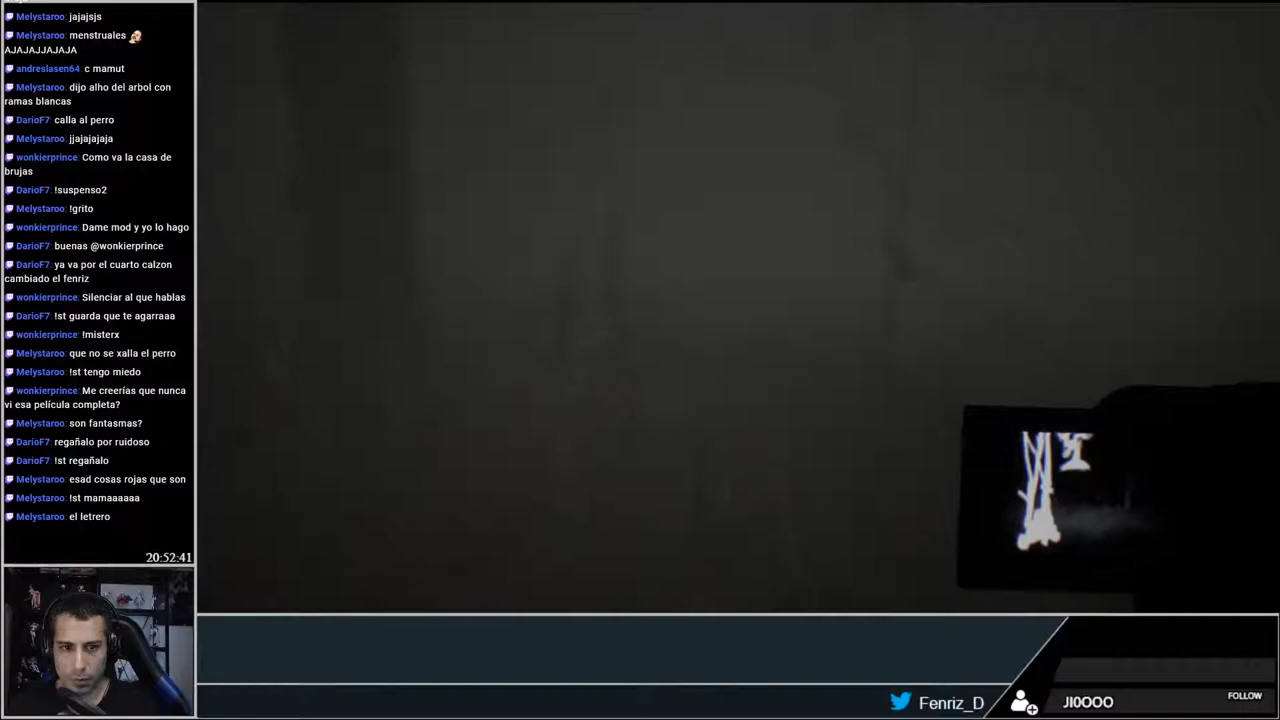 Melystaroo: jajajsjs
Melystaroo: menstruales
AJAJAJJAJAJA
andreslasen64: c mamut
Melystaroo: dijo alho del arbol con
ramas blancas
DarioF7: calla al perro
Melystaroo: jjajajajaja
wonkierprince: Como va la casa de
brujas
DarioF7: !suspenso2
Melystaroo: !grito
wonkierprince: Dame mod y yo lo hago
DarioF7: buenas @wonkierprince
DarioF7: ya va por el cuarto calzon
cambiado el fenriz
wonkierprince: Silenciar al que hablas
DarioF7: !st guarda que te agarraaa
wonkierprince: !misterx
Melystaroo: que no se xalla el perro
Melystaroo: !st tengo miedo
wonkierprince: Me creerías que nunca
vi esa película completa?
Melystaroo: son fantasmas?
DarioF7: regañalo por ruidoso
DarioF7: !st regañalo
Melystaroo: esad cosas rojas que son
Melystaroo: !st mamaaaaaa
Melystaroo: el letrero
20:52:41
Fenriz_D
JI0OOO
FOLLOW